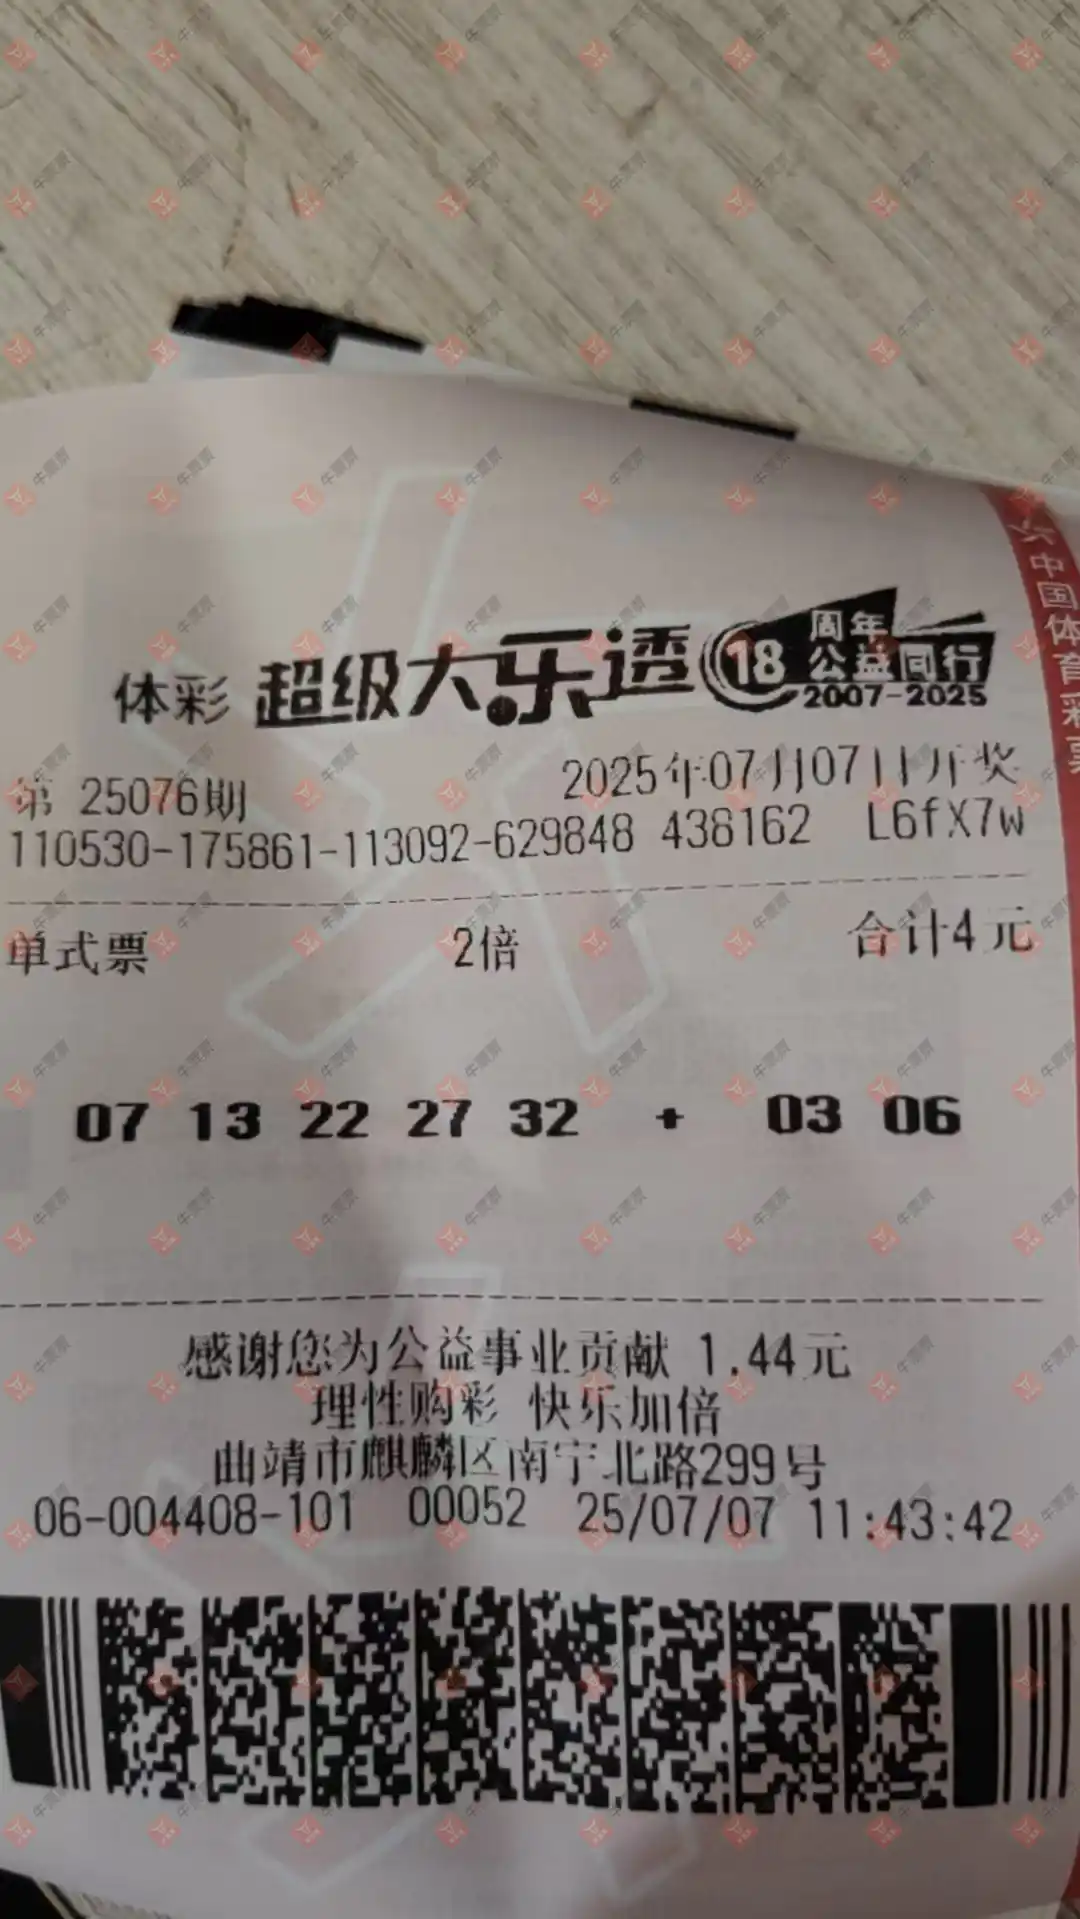 体彩 超级大乐透 18 周年 公益同行 2007-2025
第 25076期 2025年07月07日开奖
110530-175861-113092-629848 438162 L6fX7w
单式票 2倍 合计4元
07 13 22 27 32 + 03 06
感谢您为公益事业贡献 1.44元
理性购彩 快乐加倍
曲靖市麒麟区南宁北路299号
06-004408-101 00052 25/07/07 11:43:42
中国体育彩票
牛票票